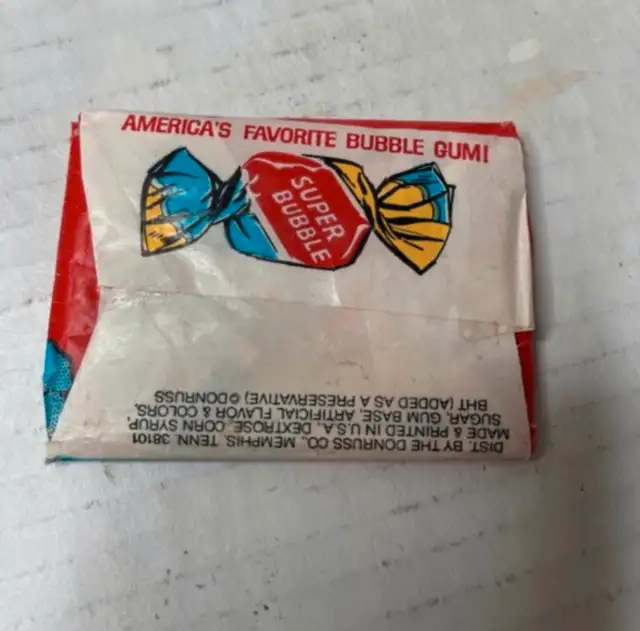 AMERICA'S FAVORITE BUBBLE GUM!
SUPER
BUBBLE
DIST. BY THE DONRUSS CO., MEMPHIS, TENN. 38101
MADE & PRINTED IN U.S.A. DEXTROSE, CORN SYRUP,
SUGAR, GUM BASE, ARTIFICIAL FLAVOR & COLORS,
BHT (ADDED AS A PRESERVATIVE) © DONRUSS